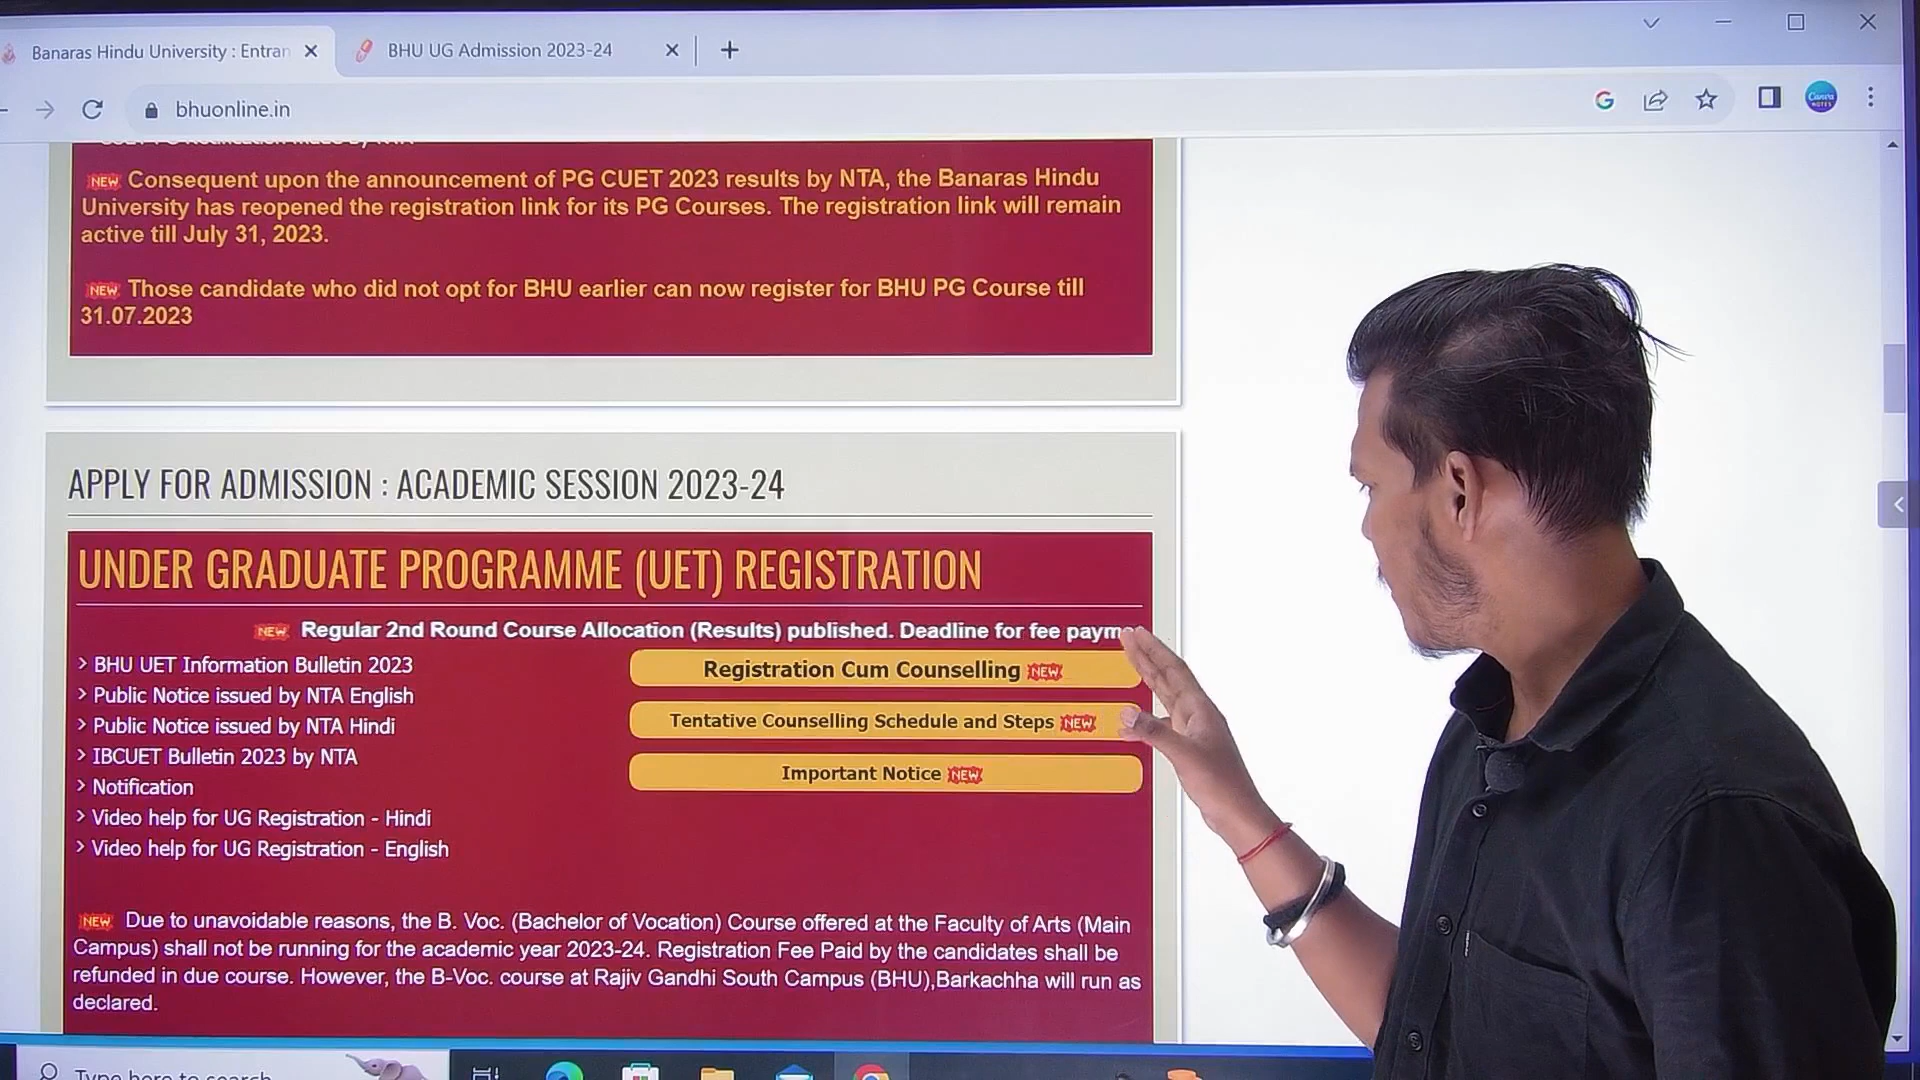 Banaras Hindu University : Entran
BHU UG Admission 2023-24
bhuonline.in
NEW Consequent upon the announcement of PG CUET 2023 results by NTA, the Banaras Hindu
University has reopened the registration link for its PG Courses. The registration link will remain
active till July 31, 2023.
NEW Those candidate who did not opt for BHU earlier can now register for BHU PG Course till
31.07.2023
APPLY FOR ADMISSION : ACADEMIC SESSION 2023-24
UNDER GRADUATE PROGRAMME (UET) REGISTRATION
NEW Regular 2nd Round Course Allocation (Results) published. Deadline for fee
> BHU UET Information Bulletin 2023
> Public Notice issued by NTA English
> Public Notice issued by NTA Hindi
> IBCUET Bulletin 2023 by NTA
> Notification
> Video help for UG Registration - Hindi
> Video help for UG Registration - English
Registration Cum Counselling NEW
Tentative Counselling Schedule and Steps NEW
Important Notice NEW
NEW Due to unavoidable reasons, the B. Voc. (Bachelor of Vocation) Course offered at the Faculty of Arts (Main
Campus) shall not be running for the academic year 2023-24. Registration Fee Paid by the candidates shall be
refunded in due course. However, the B-Voc. course at Rajiv Gandhi South Campus (BHU),Barkachha will run as
declared.
Type here to search
Canva
NOTES